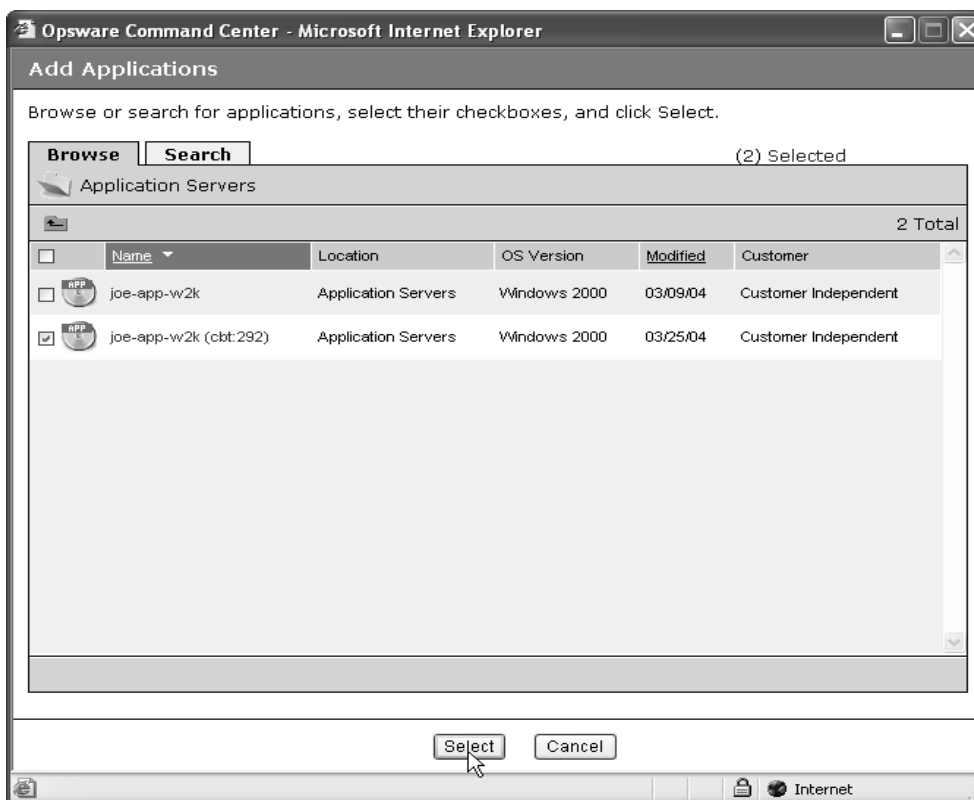 Opsware Command Center - Microsoft Internet Explorer
Add Applications
Browse or search for applications, select their checkboxes, and click Select.
Browse Search (2) Selected
Application Servers
2 Total
Name Location OS Version Modified Customer
APP joe-app-w2k Application Servers Windows 2000 03/09/04 Customer Independent
APP joe-app-w2k (cbt:292) Application Servers Windows 2000 03/25/04 Customer Independent
Select Cancel
Internet